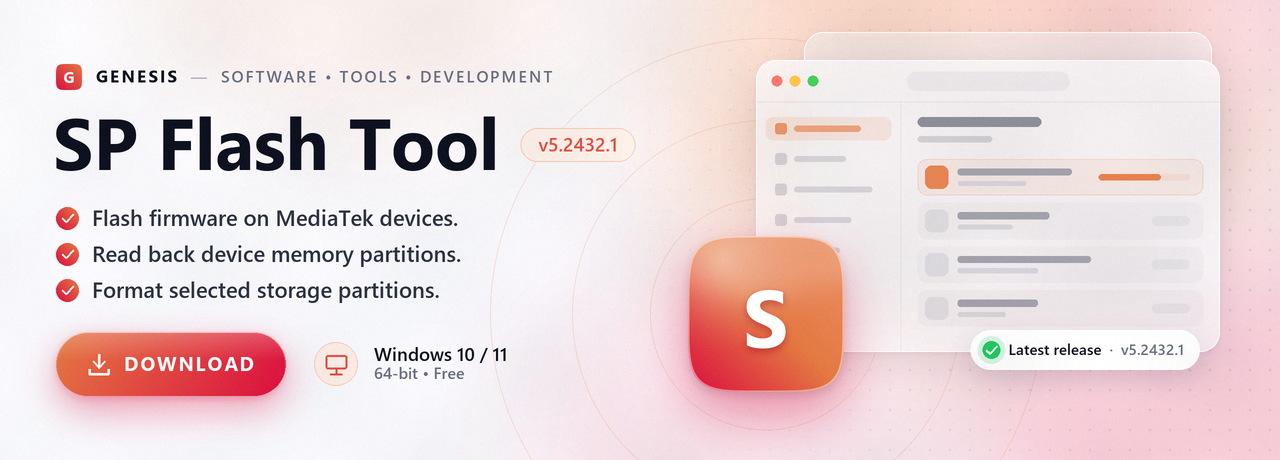 G GENESIS — SOFTWARE • TOOLS • DEVELOPMENT
SP Flash Tool v5.2432.1
Flash firmware on MediaTek devices.
Read back device memory partitions.
Format selected storage partitions.
DOWNLOAD
Windows 10 / 11
64-bit • Free
S
Latest release · v5.2432.1